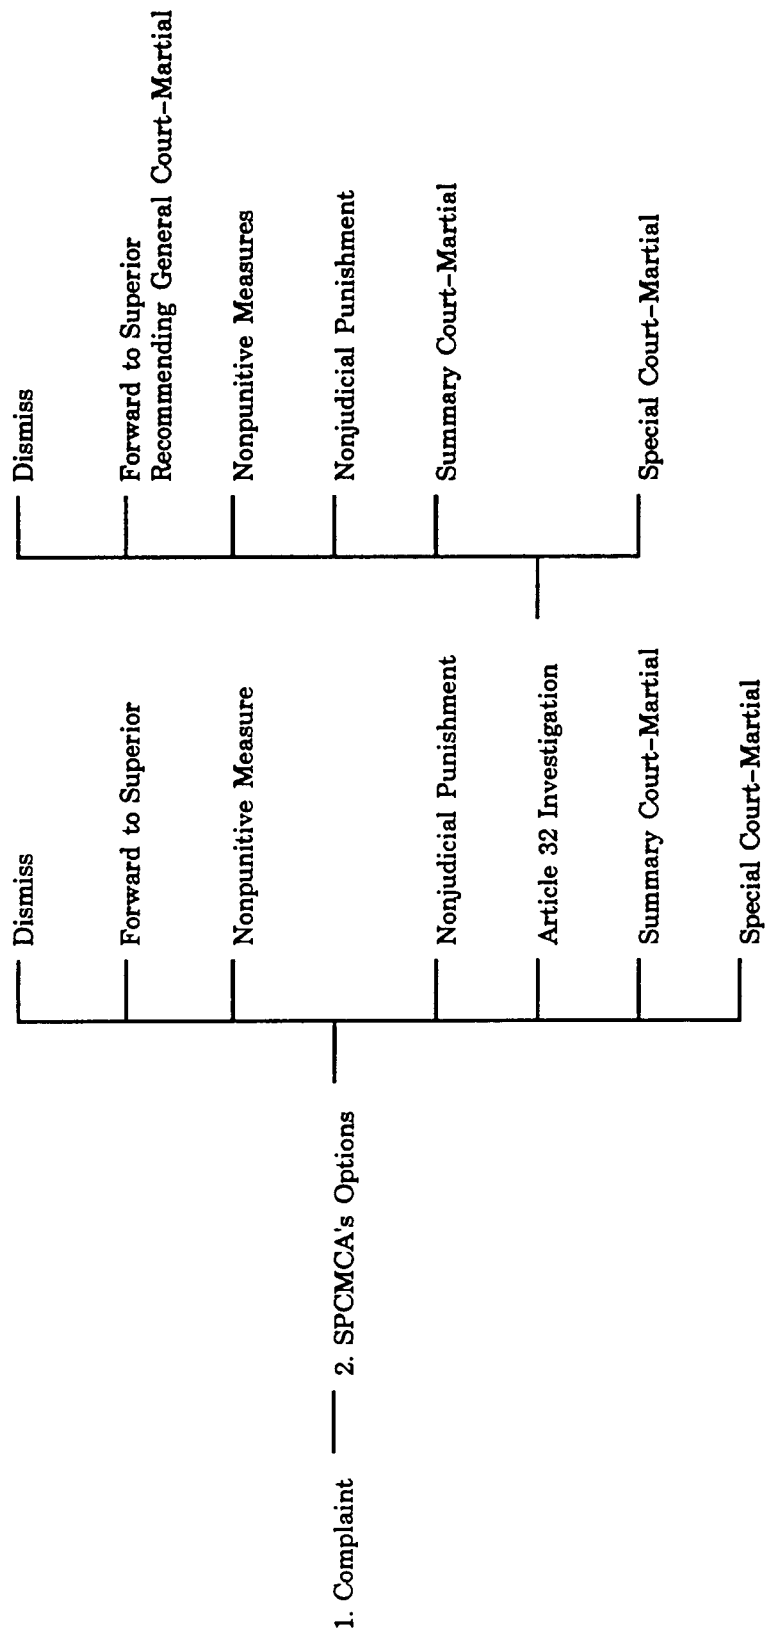 1. Complaint
2. SPCMCA's Options
Dismiss
Forward to Superior
Nonpunitive Measure
Nonjudicial Punishment
Article 32 Investigation
Summary Court–Martial
Special Court–Martial
Dismiss
Forward to Superior
Recommending General Court–Martial
Nonpunitive Measures
Nonjudicial Punishment
Summary Court–Martial
Special Court–Martial